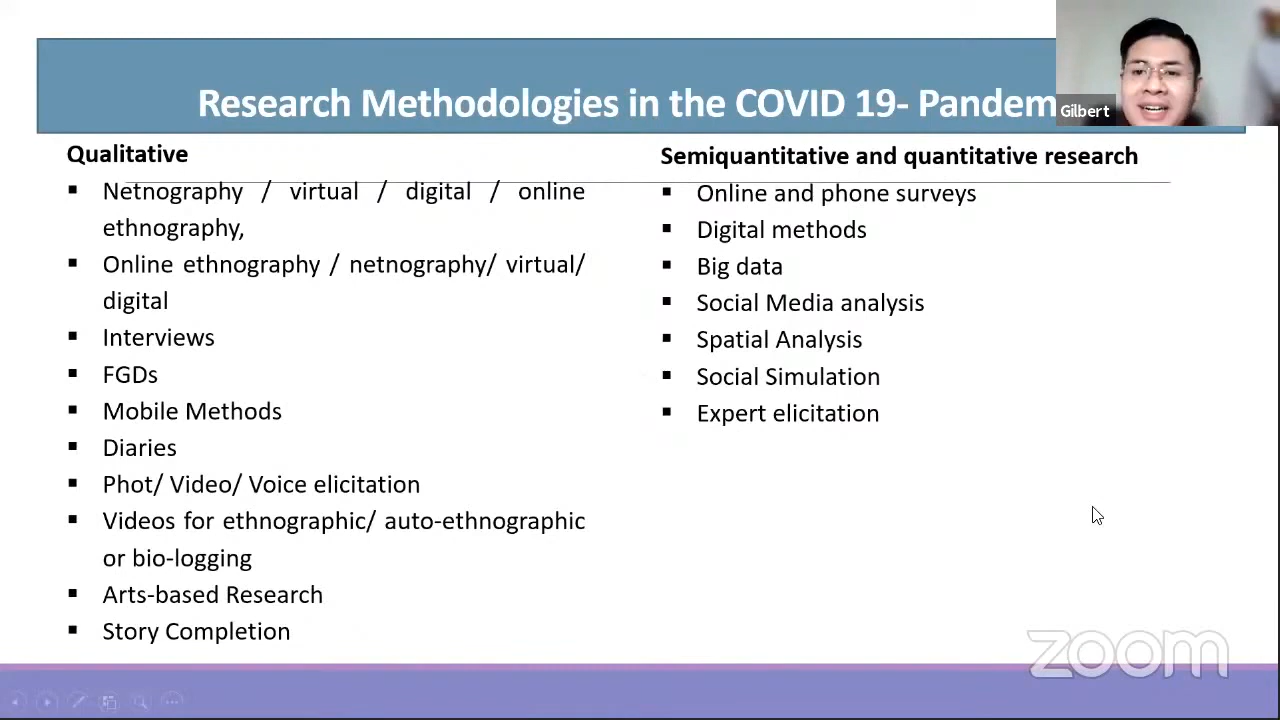 Research Methodologies in the COVID 19- Pandem
Gilbert
Qualitative
▪ Netnography / virtual / digital / online
ethnography,
▪ Online ethnography / netnography/ virtual/
digital
▪ Interviews
▪ FGDs
▪ Mobile Methods
▪ Diaries
▪ Phot/ Video/ Voice elicitation
▪ Videos for ethnographic/ auto-ethnographic
or bio-logging
▪ Arts-based Research
▪ Story Completion
Semiquantitative and quantitative research
▪ Online and phone surveys
▪ Digital methods
▪ Big data
▪ Social Media analysis
▪ Spatial Analysis
▪ Social Simulation
▪ Expert elicitation
zoom